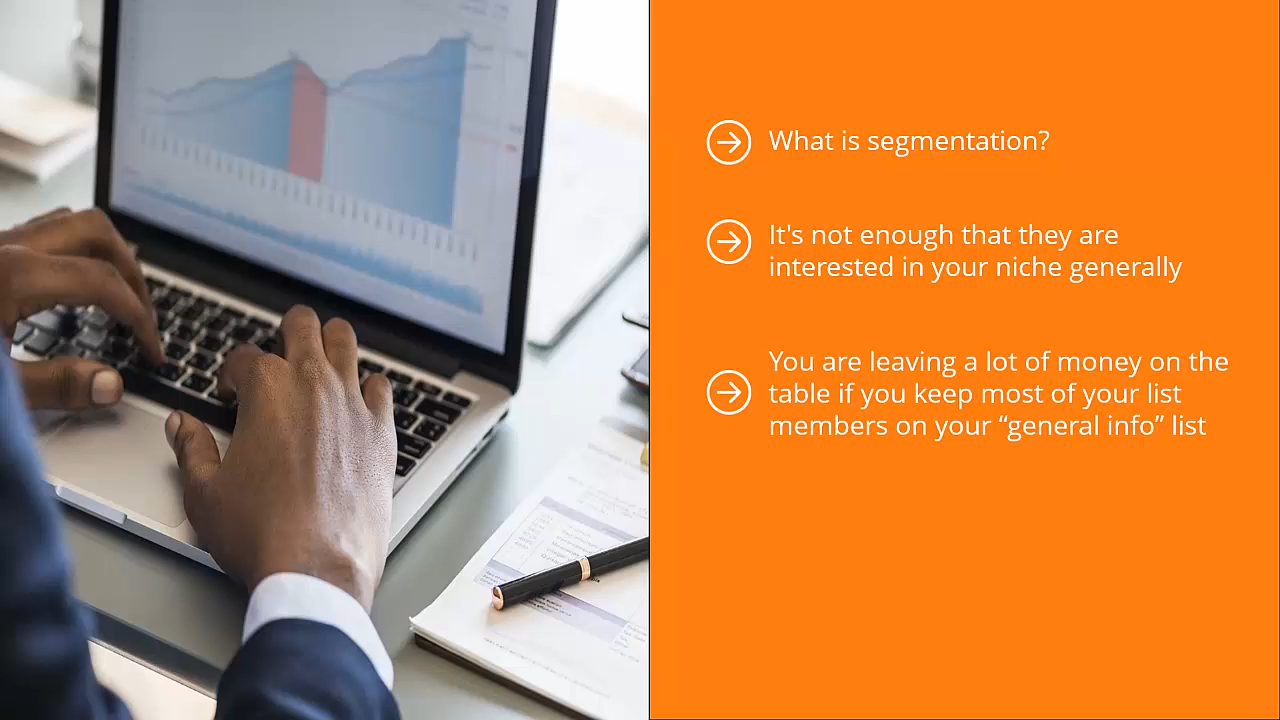 What is segmentation?
It's not enough that they are
interested in your niche generally
You are leaving a lot of money on the
table if you keep most of your list
members on your “general info” list